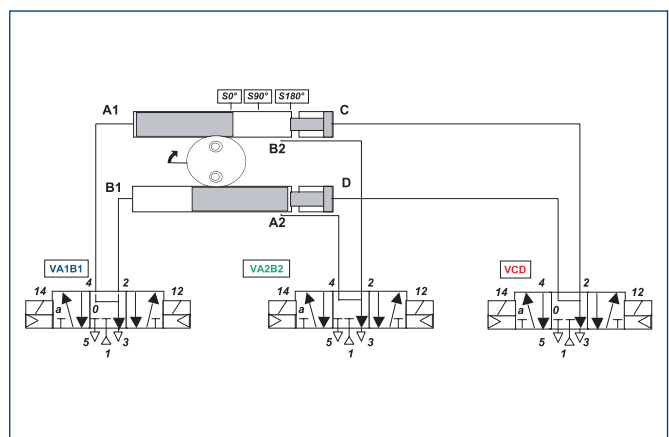 S0° S90° S180°
A1 C
B2
B1 D
A2
VA1B1 VA2B2 VCD
4 2 4 2 4 2
14 12 14 12 14 12
a 0 a a 0
5 3 5 3 5 3
1 1 1